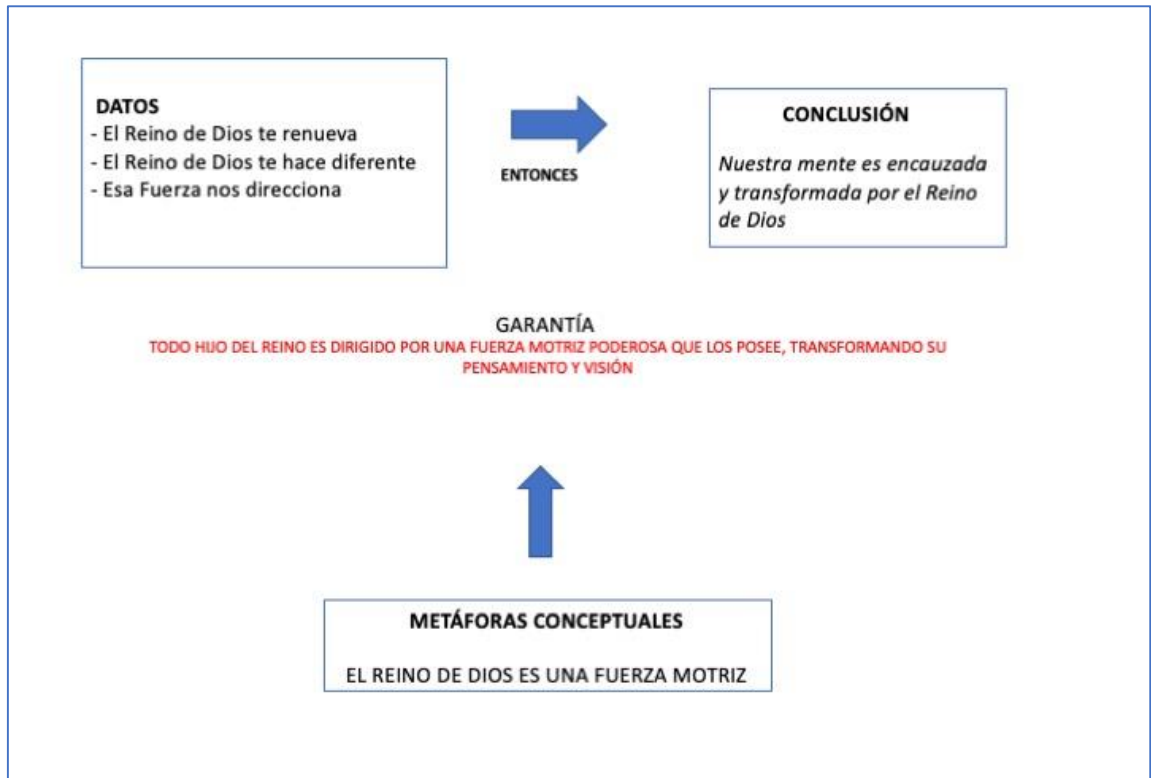 DATOS
- El Reino de Dios te renueva
- El Reino de Dios te hace diferente
- Esa Fuerza nos direcciona
ENTONCES
CONCLUSIÓN
Nuestra mente es encauzada
y transformada por el Reino
de Dios
GARANTÍA
TODO HIJO DEL REINO ES DIRIGIDO POR UNA FUERZA MOTRIZ PODEROSA QUE LOS POSEE, TRANSFORMANDO SU
PENSAMIENTO Y VISIÓN
METÁFORAS CONCEPTUALES
EL REINO DE DIOS ES UNA FUERZA MOTRIZ